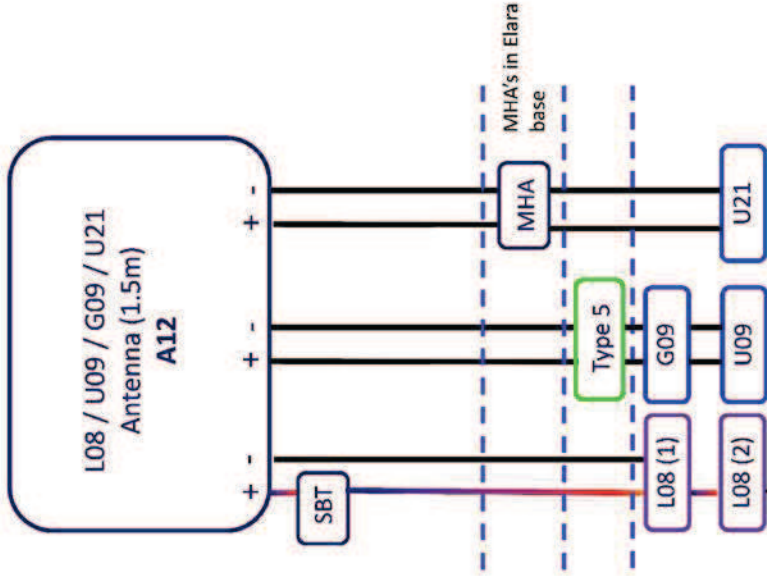 L08 / U09 / G09 / U21
Antenna (1.5m)
A12
+
-
+
-
+
-
SBT
MHA
MHA's in Elara
base
Type 5
L08 (1)
G09
L08 (2)
U09
U21